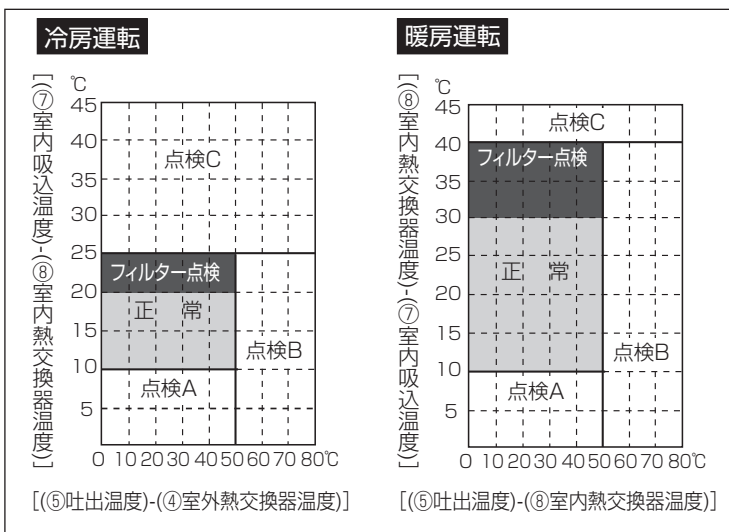 冷房運転
[(⑦室内吸込温度)-(⑧室内熱交換器温度)]
℃
45
40
35
30
25
20
15
10
5
点検C
フィルター点検
正 常
点検B
点検A
0 10 20 30 40 50 60 70 80℃
[(⑤吐出温度)-(④室外熱交換器温度)]
暖房運転
[(⑧室内熱交換器温度)-(⑦室内吸込温度)]
℃
45
40
35
30
25
20
15
10
5
点検C
フィルター点検
正 常
点検B
点検A
0 10 20 30 40 50 60 70 80℃
[(⑤吐出温度)-(⑧室内熱交換器温度)]